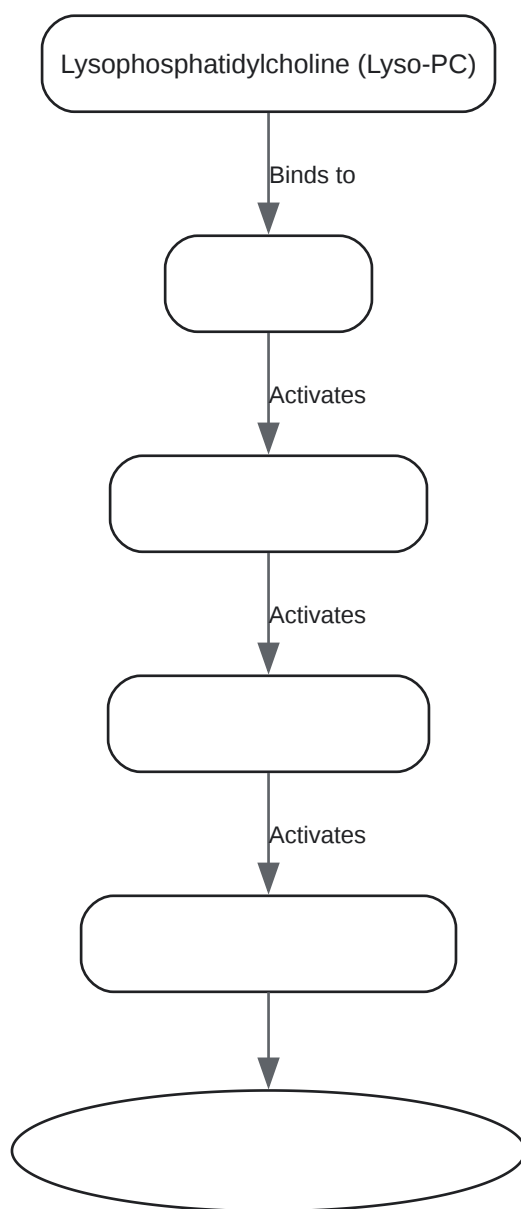 Lysophosphatidylcholine (Lyso-PC)
Binds to
Activates
Activates
Activates